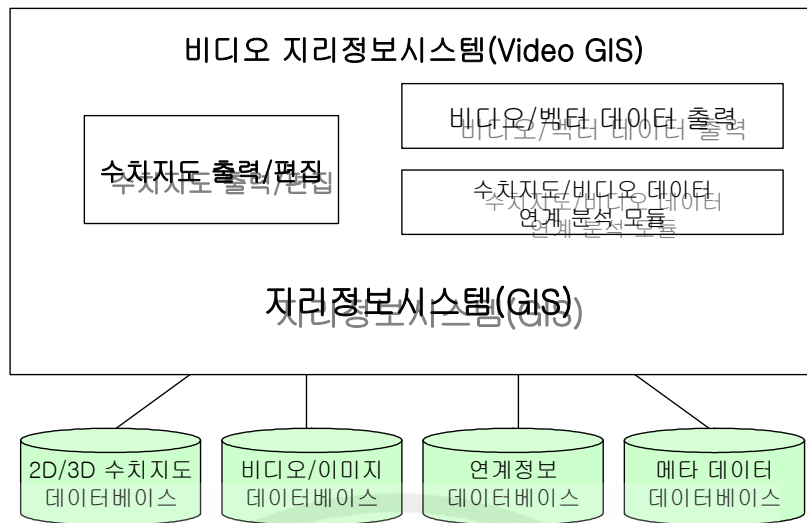 비디오 지리정보시스템(Video GIS)
수치지도 출력/편집
비디오/벡터 데이터 출력
수치지도/비디오 데이터
연계 분석 모듈
지리정보시스템(GIS)
2D/3D 수치지도
데이터베이스
비디오/이미지
데이터베이스
연계정보
데이터베이스
메타 데이터
데이터베이스